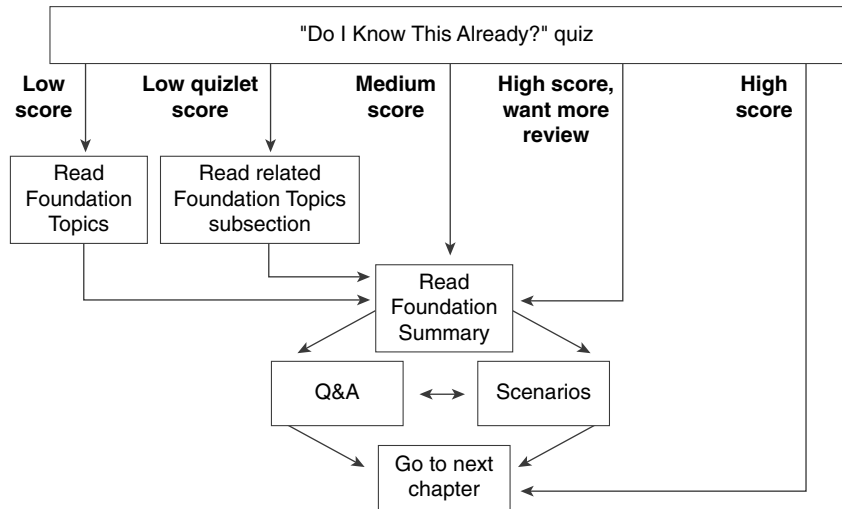 "Do I Know This Already?" quiz
Low
score
Low quizlet
score
Medium
score
High score,
want more
review
High
score
Read
Foundation
Topics
Read related
Foundation Topics
subsection
Read
Foundation
Summary
Q&A
Scenarios
Go to next
chapter